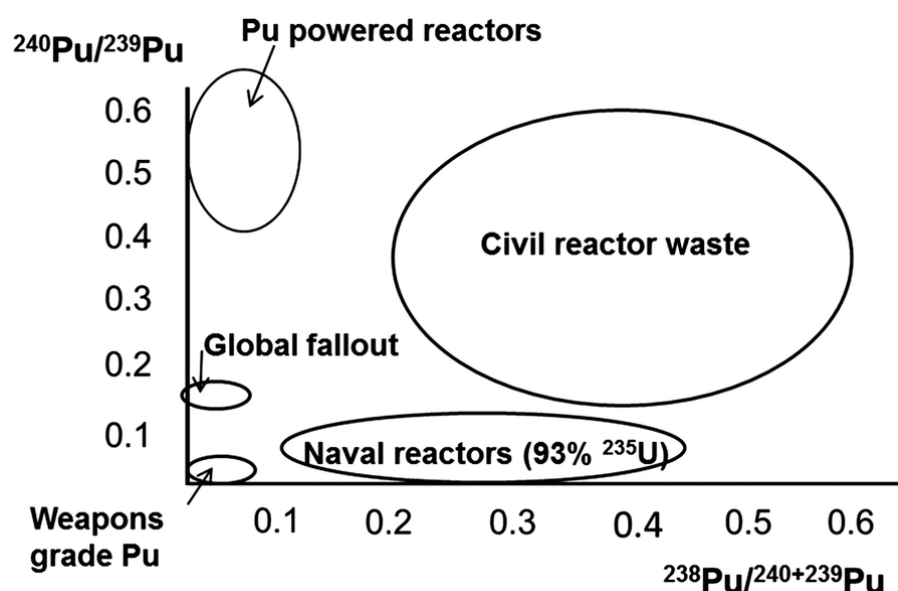 Pu powered reactors
²⁴⁰Pu/²³⁹Pu
0.6
0.5
0.4
0.3
0.2
0.1
Civil reactor waste
Global fallout
Naval reactors (93% ²³⁵U)
Weapons
grade Pu
0.1 0.2 0.3 0.4 0.5 0.6
²³⁸Pu/²⁴⁰⁺²³⁹Pu